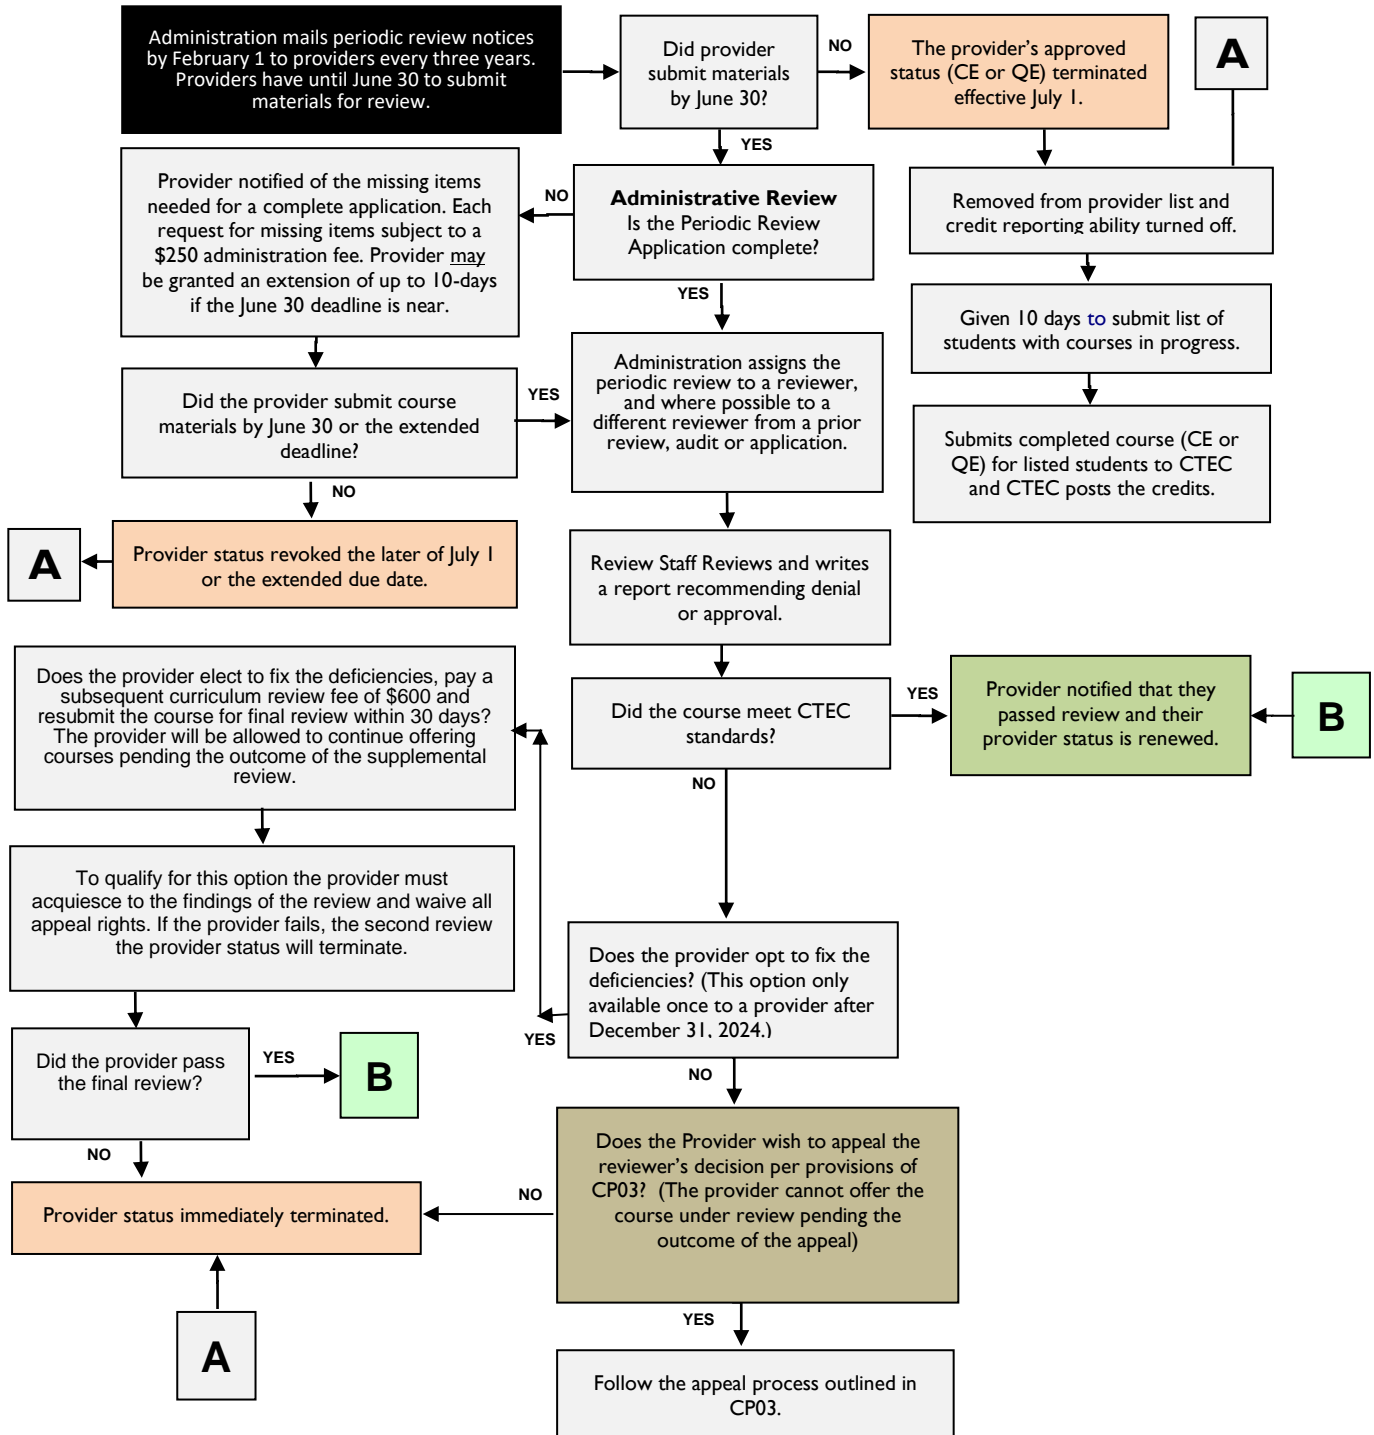 Administration mails periodic review notices
by February 1 to providers every three years.
Providers have until June 30 to submit
materials for review.
Did provider
submit materials
by June 30?
NO
The provider's approved
status (CE or QE) terminated
effective July 1.
A
YES
Provider notified of the missing items
needed for a complete application. Each
request for missing items subject to a
$250 administration fee. Provider may
be granted an extension of up to 10-days
if the June 30 deadline is near.
NO
Administrative Review
Is the Periodic Review
Application complete?
Removed from provider list and
credit reporting ability turned off.
YES
Given 10 days to submit list of
students with courses in progress.
Did the provider submit course
materials by June 30 or the extended
deadline?
YES
Administration assigns the
periodic review to a reviewer,
and where possible to a
different reviewer from a prior
review, audit or application.
Submits completed course (CE or
QE) for listed students to CTEC
and CTEC posts the credits.
NO
A
Provider status revoked the later of July 1
or the extended due date.
Review Staff Reviews and writes
a report recommending denial
or approval.
Does the provider elect to fix the deficiencies, pay a
subsequent curriculum review fee of $600 and
resubmit the course for final review within 30 days?
The provider will be allowed to continue offering
courses pending the outcome of the supplemental
review.
Did the course meet CTEC
standards?
YES
Provider notified that they
passed review and their
provider status is renewed.
B
NO
To qualify for this option the provider must
acquiesce to the findings of the review and waive all
appeal rights. If the provider fails, the second review
the provider status will terminate.
Does the provider opt to fix the
deficiencies? (This option only
available once to a provider after
December 31, 2024.)
YES
Did the provider pass
the final review?
YES
B
NO
NO
Does the Provider wish to appeal the
reviewer's decision per provisions of
CP03? (The provider cannot offer the
course under review pending the
outcome of the appeal)
NO
Provider status immediately terminated.
A
YES
Follow the appeal process outlined in
CP03.